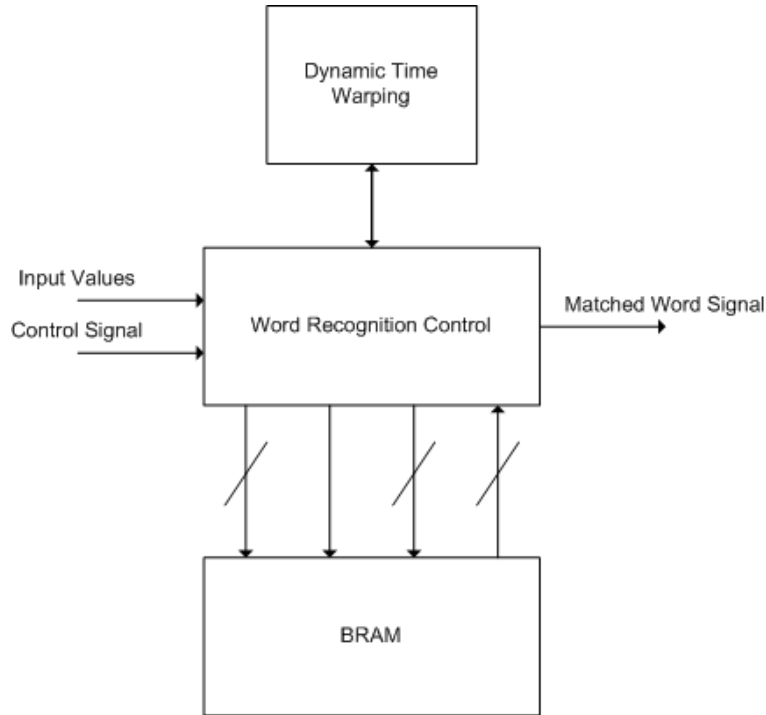 Dynamic Time
Warping
Input Values
Control Signal
Word Recognition Control
Matched Word Signal
BRAM